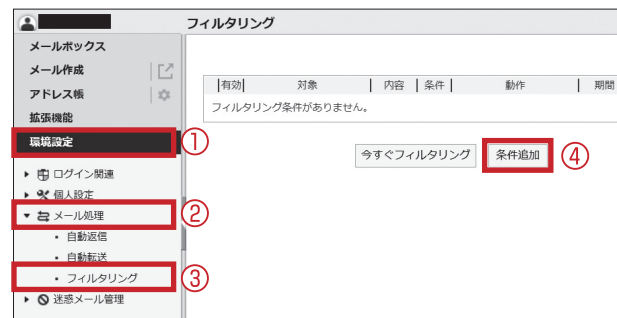 フィルタリング
メールボックス
メール作成
アドレス帳
拡張機能
環境設定
①
ログイン関連
個人設定
メール処理
②
・ 自動返信
・ 自動転送
・ フィルタリング
③
迷惑メール管理
有効 対象 内容 条件 動作 期間
フィルタリング条件がありません。
今すぐフィルタリング 条件追加 ④